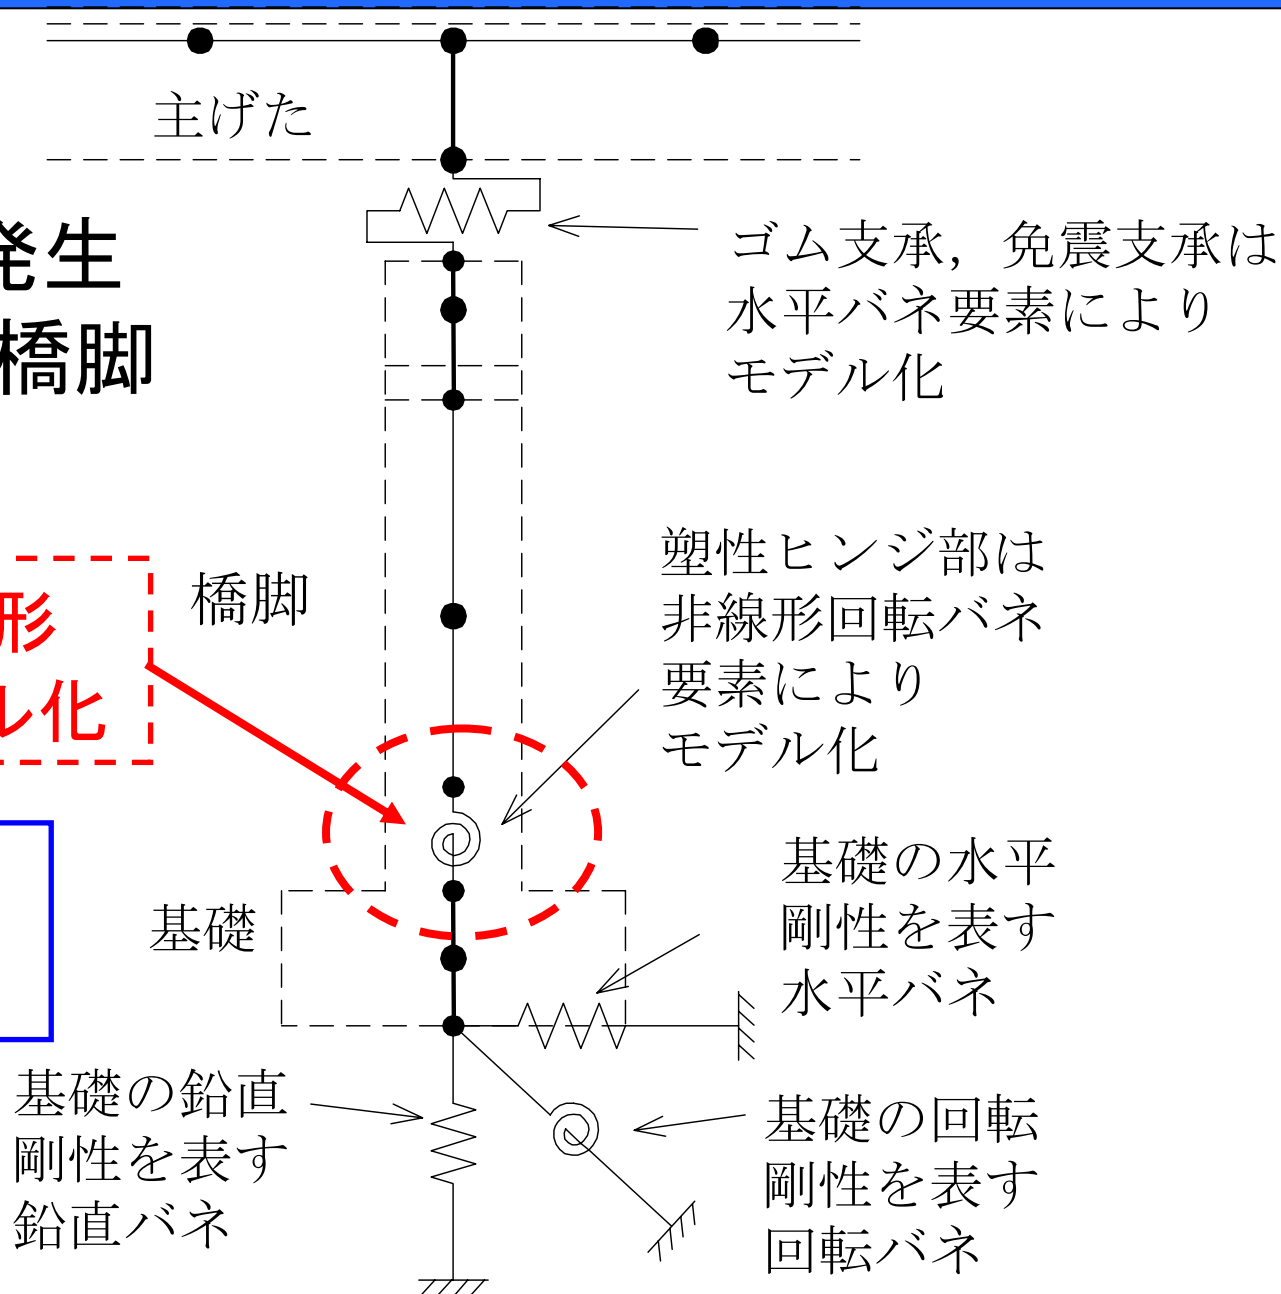 主げた
発生
橋脚
ゴム支承，免震支承は
水平バネ要素により
モデル化
橋脚
塑性ヒンジ部は
非線形回転バネ
要素により
モデル化
形
ル化
基礎
基礎の水平
剛性を表す
水平バネ
基礎の鉛直
剛性を表す
鉛直バネ
基礎の回転
剛性を表す
回転バネ